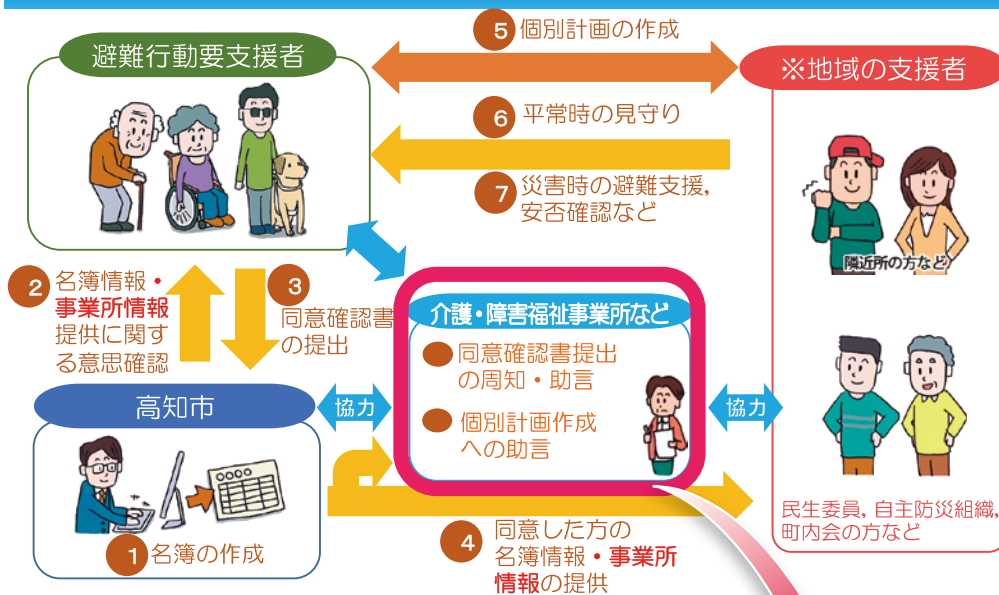 5 個別計画の作成
避難行動要支援者
※地域の支援者
6 平常時の見守り
7 災害時の避難支援,
安否確認など
隣近所の方など
2 名簿情報・
事業所情報
提供に関す
る意思確認
3
同意確認書
の提出
介護・障害福祉事業所など
同意確認書提出
の周知・助言
個別計画作成
への助言
高知市
協力
協力
1 名簿の作成
4 同意した方の
名簿情報・事業所
情報の提供
民生委員, 自主防災組織,
町内会の方など